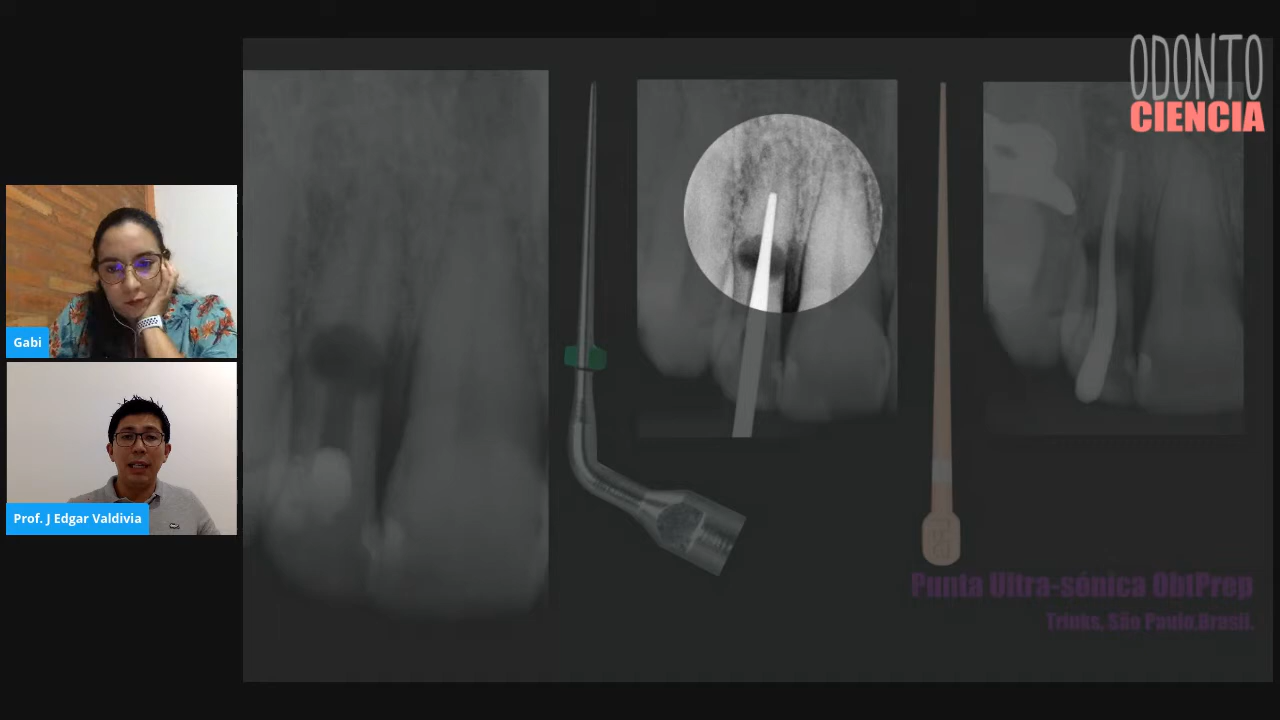 ODONTO
CIENCIA
Gabi
Prof. J Edgar Valdivia
Punta Ultra-sónica ObtPrep
Trinks, São Paulo,Brasil.